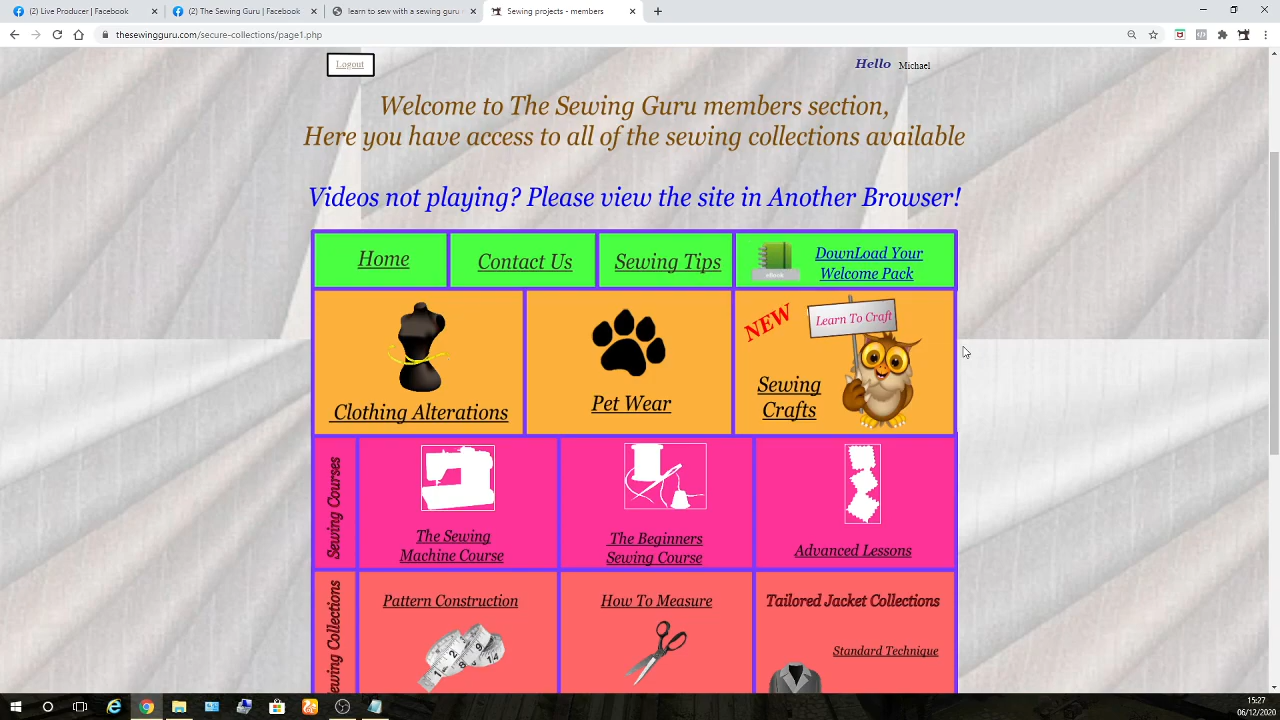 (2) Live Producer | Facebook
(2) The Sewing Guru | Facebook
learn to sew with a sewing guru
Sewing projects - members
thesewingguru.com/secure-collections/page1.php
Logout
Hello Michael
Welcome to The Sewing Guru members section,
Here you have access to all of the sewing collections available
Videos not playing? Please view the site in Another Browser!
Home
Contact Us
Sewing Tips
DownLoad Your
Welcome Pack
eBook
Clothing Alterations
Pet Wear
NEW
Learn To Craft
Sewing
Crafts
Sewing Courses
The Sewing
Machine Course
The Beginners
Sewing Course
Advanced Lessons
Sewing Collections
Pattern Construction
How To Measure
Tailored Jacket Collections
Standard Technique
15:27
06/12/2020